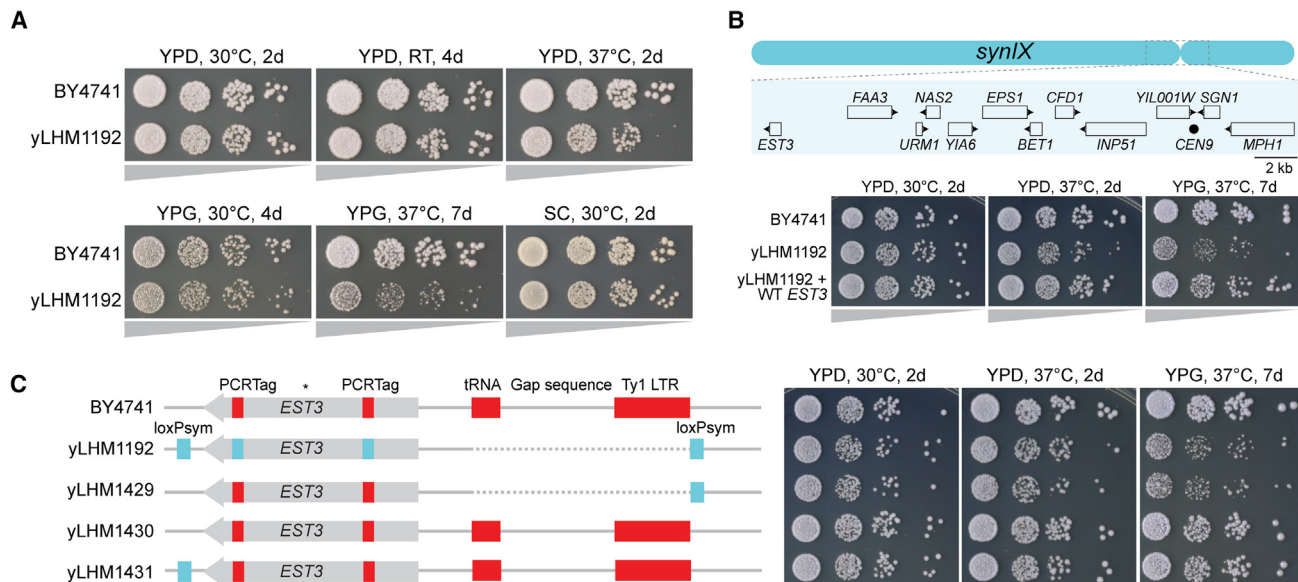 A
YPD, 30°C, 2d YPD, RT, 4d YPD, 37°C, 2d
BY4741
yLHM1192
YPG, 30°C, 4d YPG, 37°C, 7d SC, 30°C, 2d
BY4741
yLHM1192
B
synIX
FAA3 NAS2 EPS1 CFD1 YIL001W SGN1
EST3 URM1 YIA6 BET1 INP51 CEN9 MPH1
2 kb
YPD, 30°C, 2d YPD, 37°C, 2d YPG, 37°C, 7d
BY4741
yLHM1192
yLHM1192 +
WT EST3
C
PCRTag * PCRTag tRNA Gap sequence Ty1 LTR
BY4741 EST3
loxPsym loxPsym
yLHM1192 EST3
yLHM1429 EST3
yLHM1430 EST3
yLHM1431 EST3
YPD, 30°C, 2d YPD, 37°C, 2d YPG, 37°C, 7d